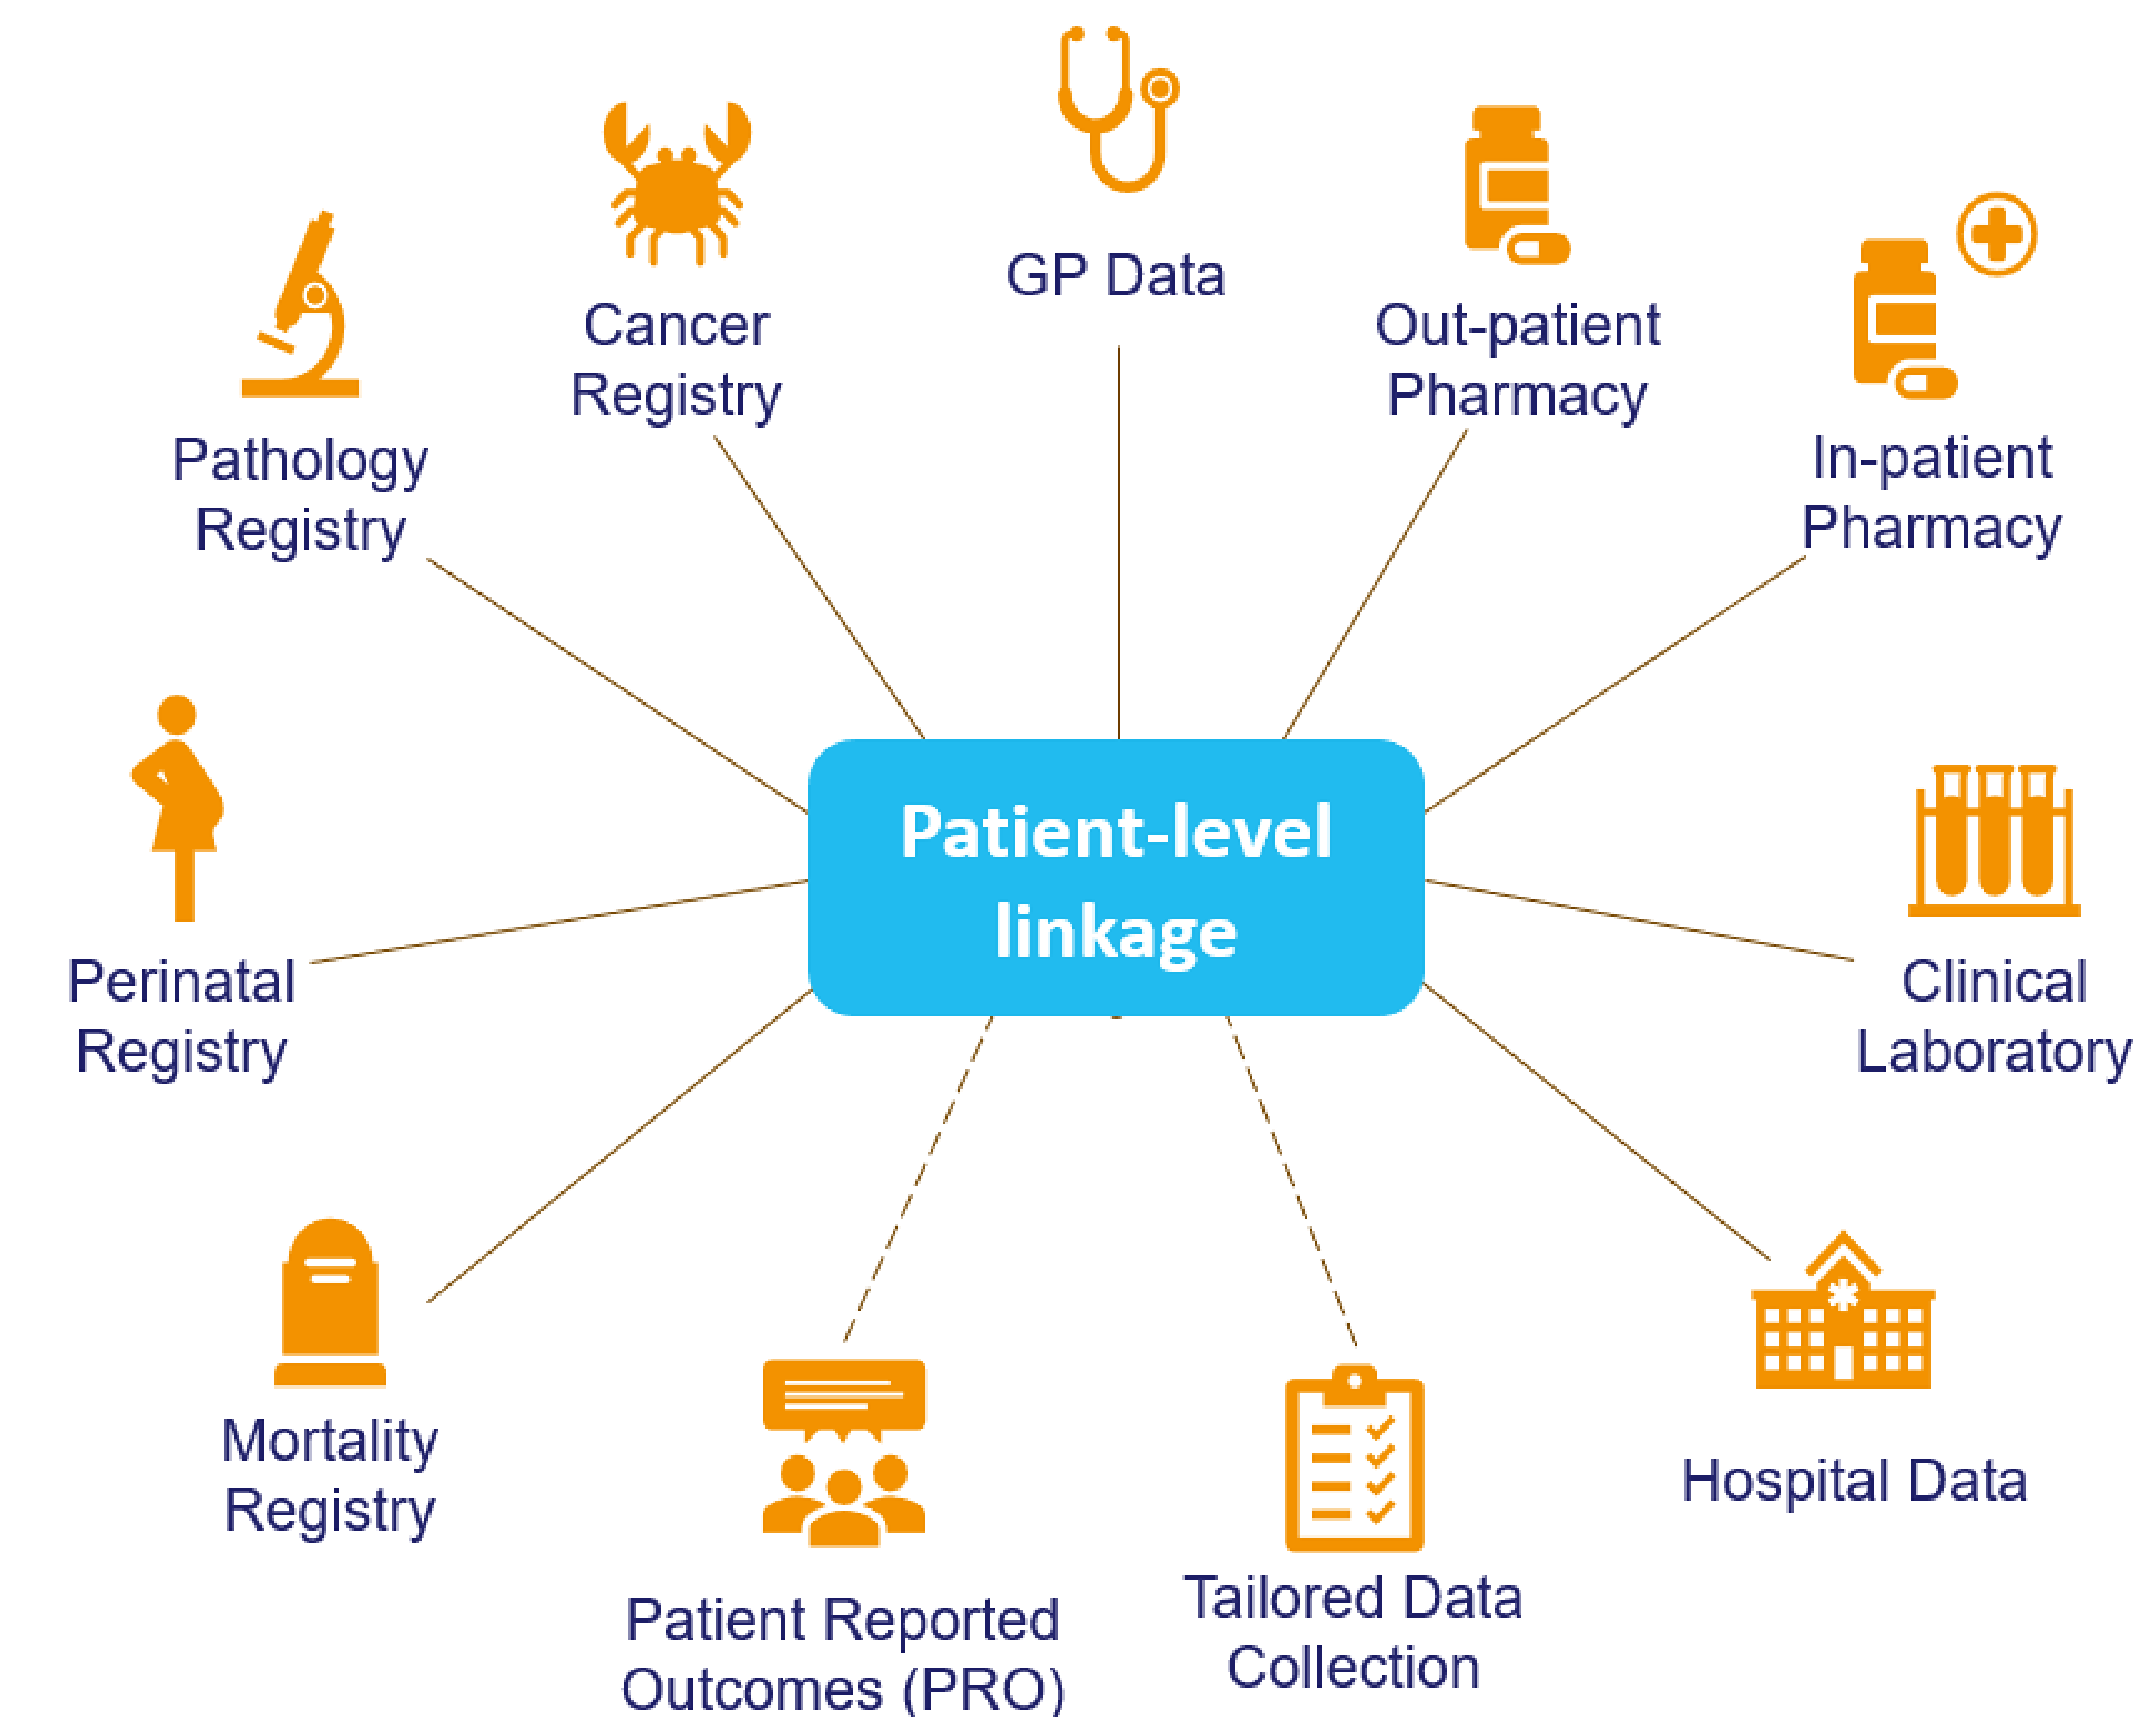 GP Data
Cancer
Registry
Out-patient
Pharmacy
Pathology
Registry
In-patient
Pharmacy
Patient-level
linkage
Perinatal
Registry
Clinical
Laboratory
Mortality
Registry
Patient Reported
Outcomes (PRO)
Tailored Data
Collection
Hospital Data